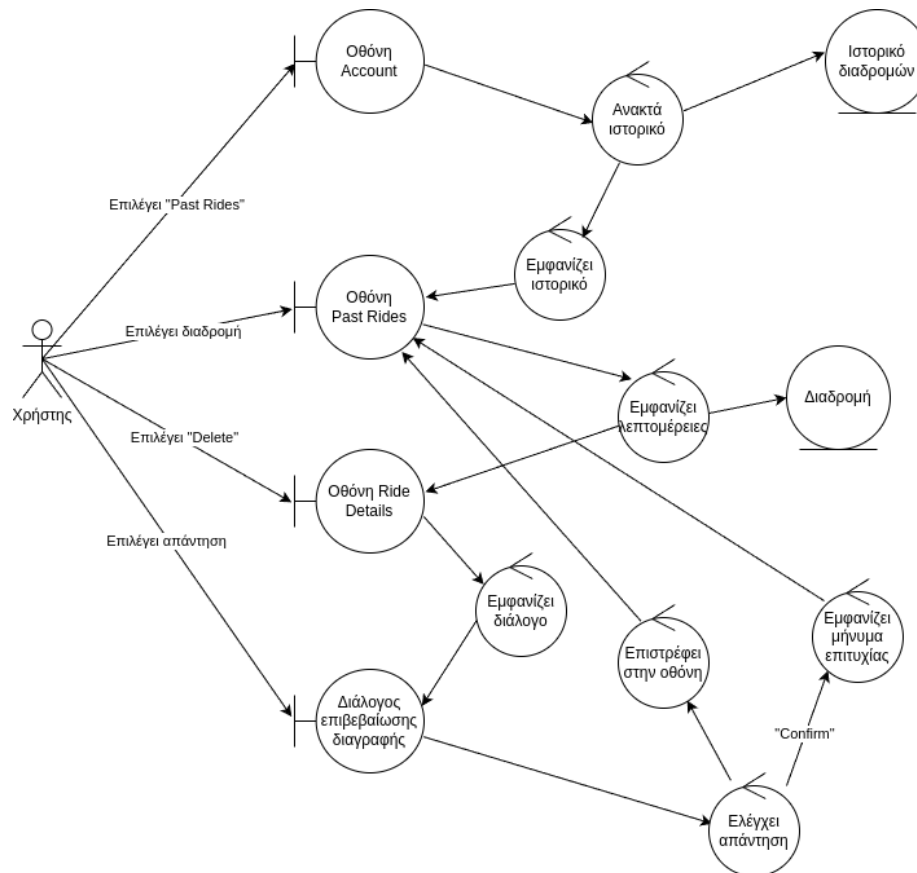 Οθόνη
Account
Ανακτά
ιστορικό
Ιστορικό
διαδρομών
Επιλέγει "Past Rides"
Εμφανίζει
ιστορικό
Οθόνη
Past Rides
Επιλέγει διαδρομή
Χρήστης
Εμφανίζει
λεπτομέρειες
Διαδρομή
Επιλέγει "Delete"
Οθόνη Ride
Details
Επιλέγει απάντηση
Εμφανίζει
διάλογο
Επιστρέφει
στην οθόνη
Εμφανίζει
μήνυμα
επιτυχίας
Διάλογος
επιβεβαίωσης
διαγραφής
"Confirm"
Ελέγχει
απάντηση